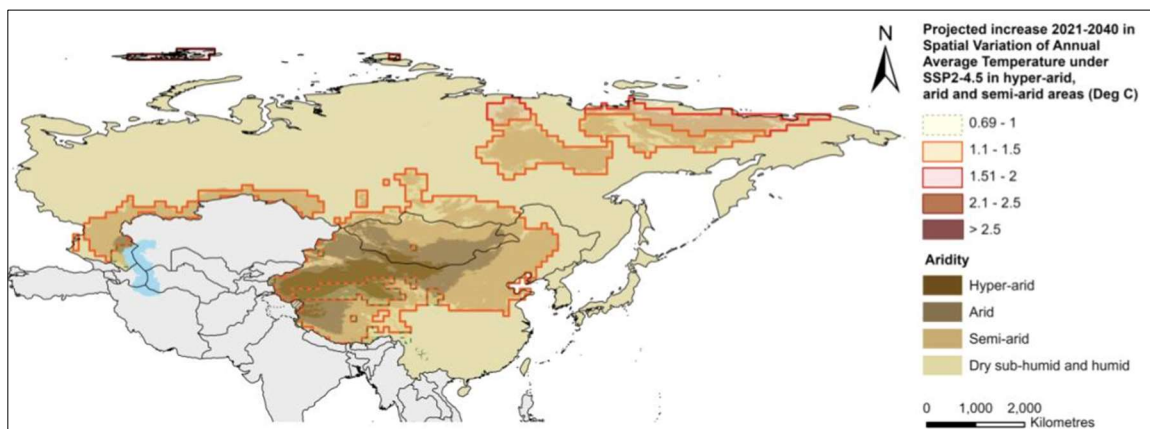 N
Projected increase 2021-2040 in
Spatial Variation of Annual
Average Temperature under
SSP2-4.5 in hyper-arid,
arid and semi-arid areas (Deg C)
0.69 - 1
1.1 - 1.5
1.51 - 2
2.1 - 2.5
> 2.5
Aridity
Hyper-arid
Arid
Semi-arid
Dry sub-humid and humid
0 1,000 2,000
Kilometres